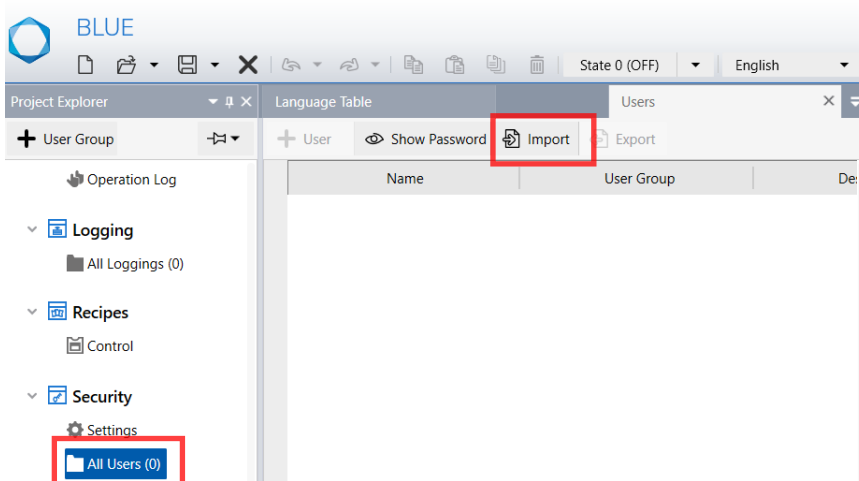 BLUE
State 0 (OFF) English
Project Explorer Language Table Users
User Group User Show Password Import Export
Name User Group
Operation Log
Logging
All Loggings (0)
Recipes
Control
Security
Settings
All Users (0)